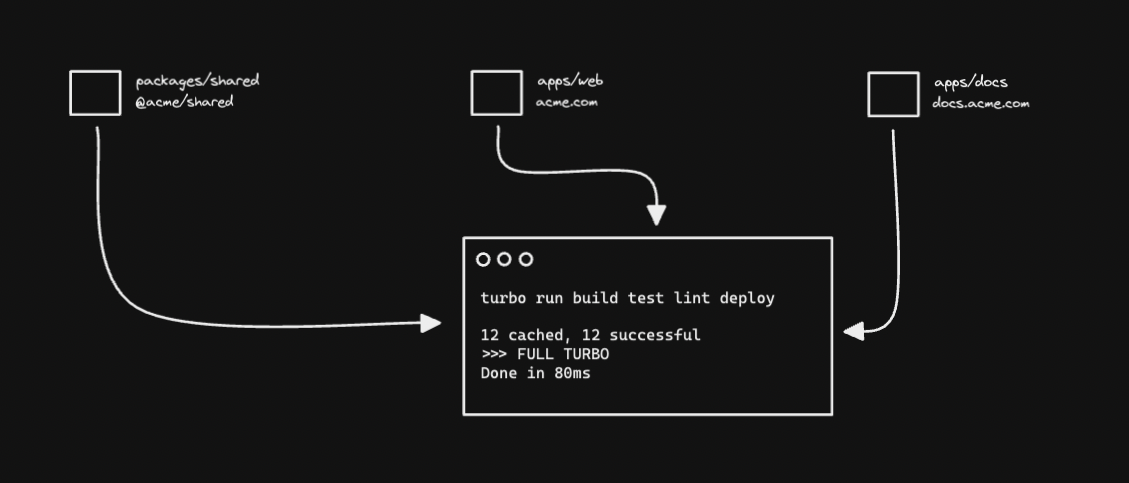 packages/shared
@acme/shared
apps/web
acme.com
apps/docs
docs.acme.com
turbo run build test lint deploy
12 cached, 12 successful
>>> FULL TURBO
Done in 80ms